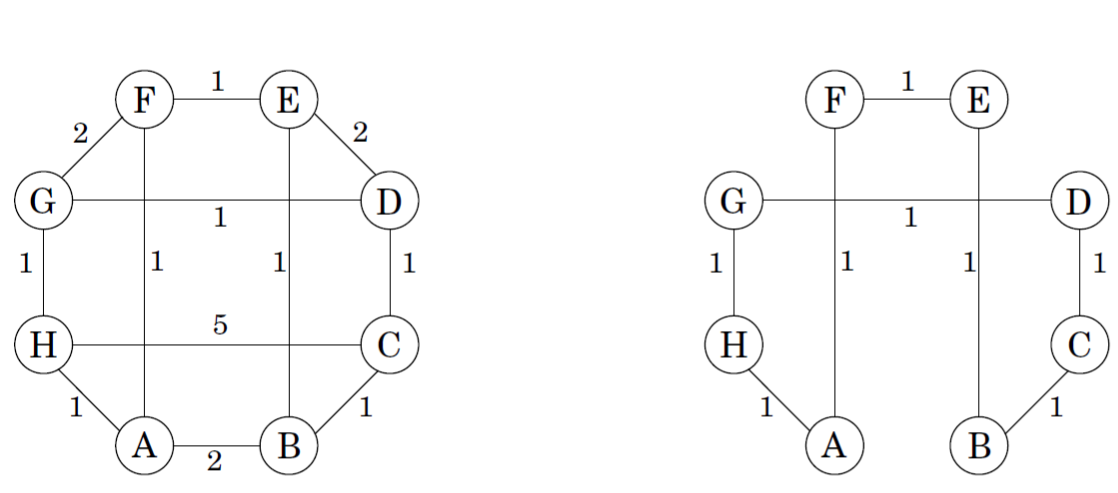 1 1
F E F E
2 2
G D G D
1 1
1 1 1 1 1 1 1 1
5
H C H C
1 1 1 1
A B A B
2